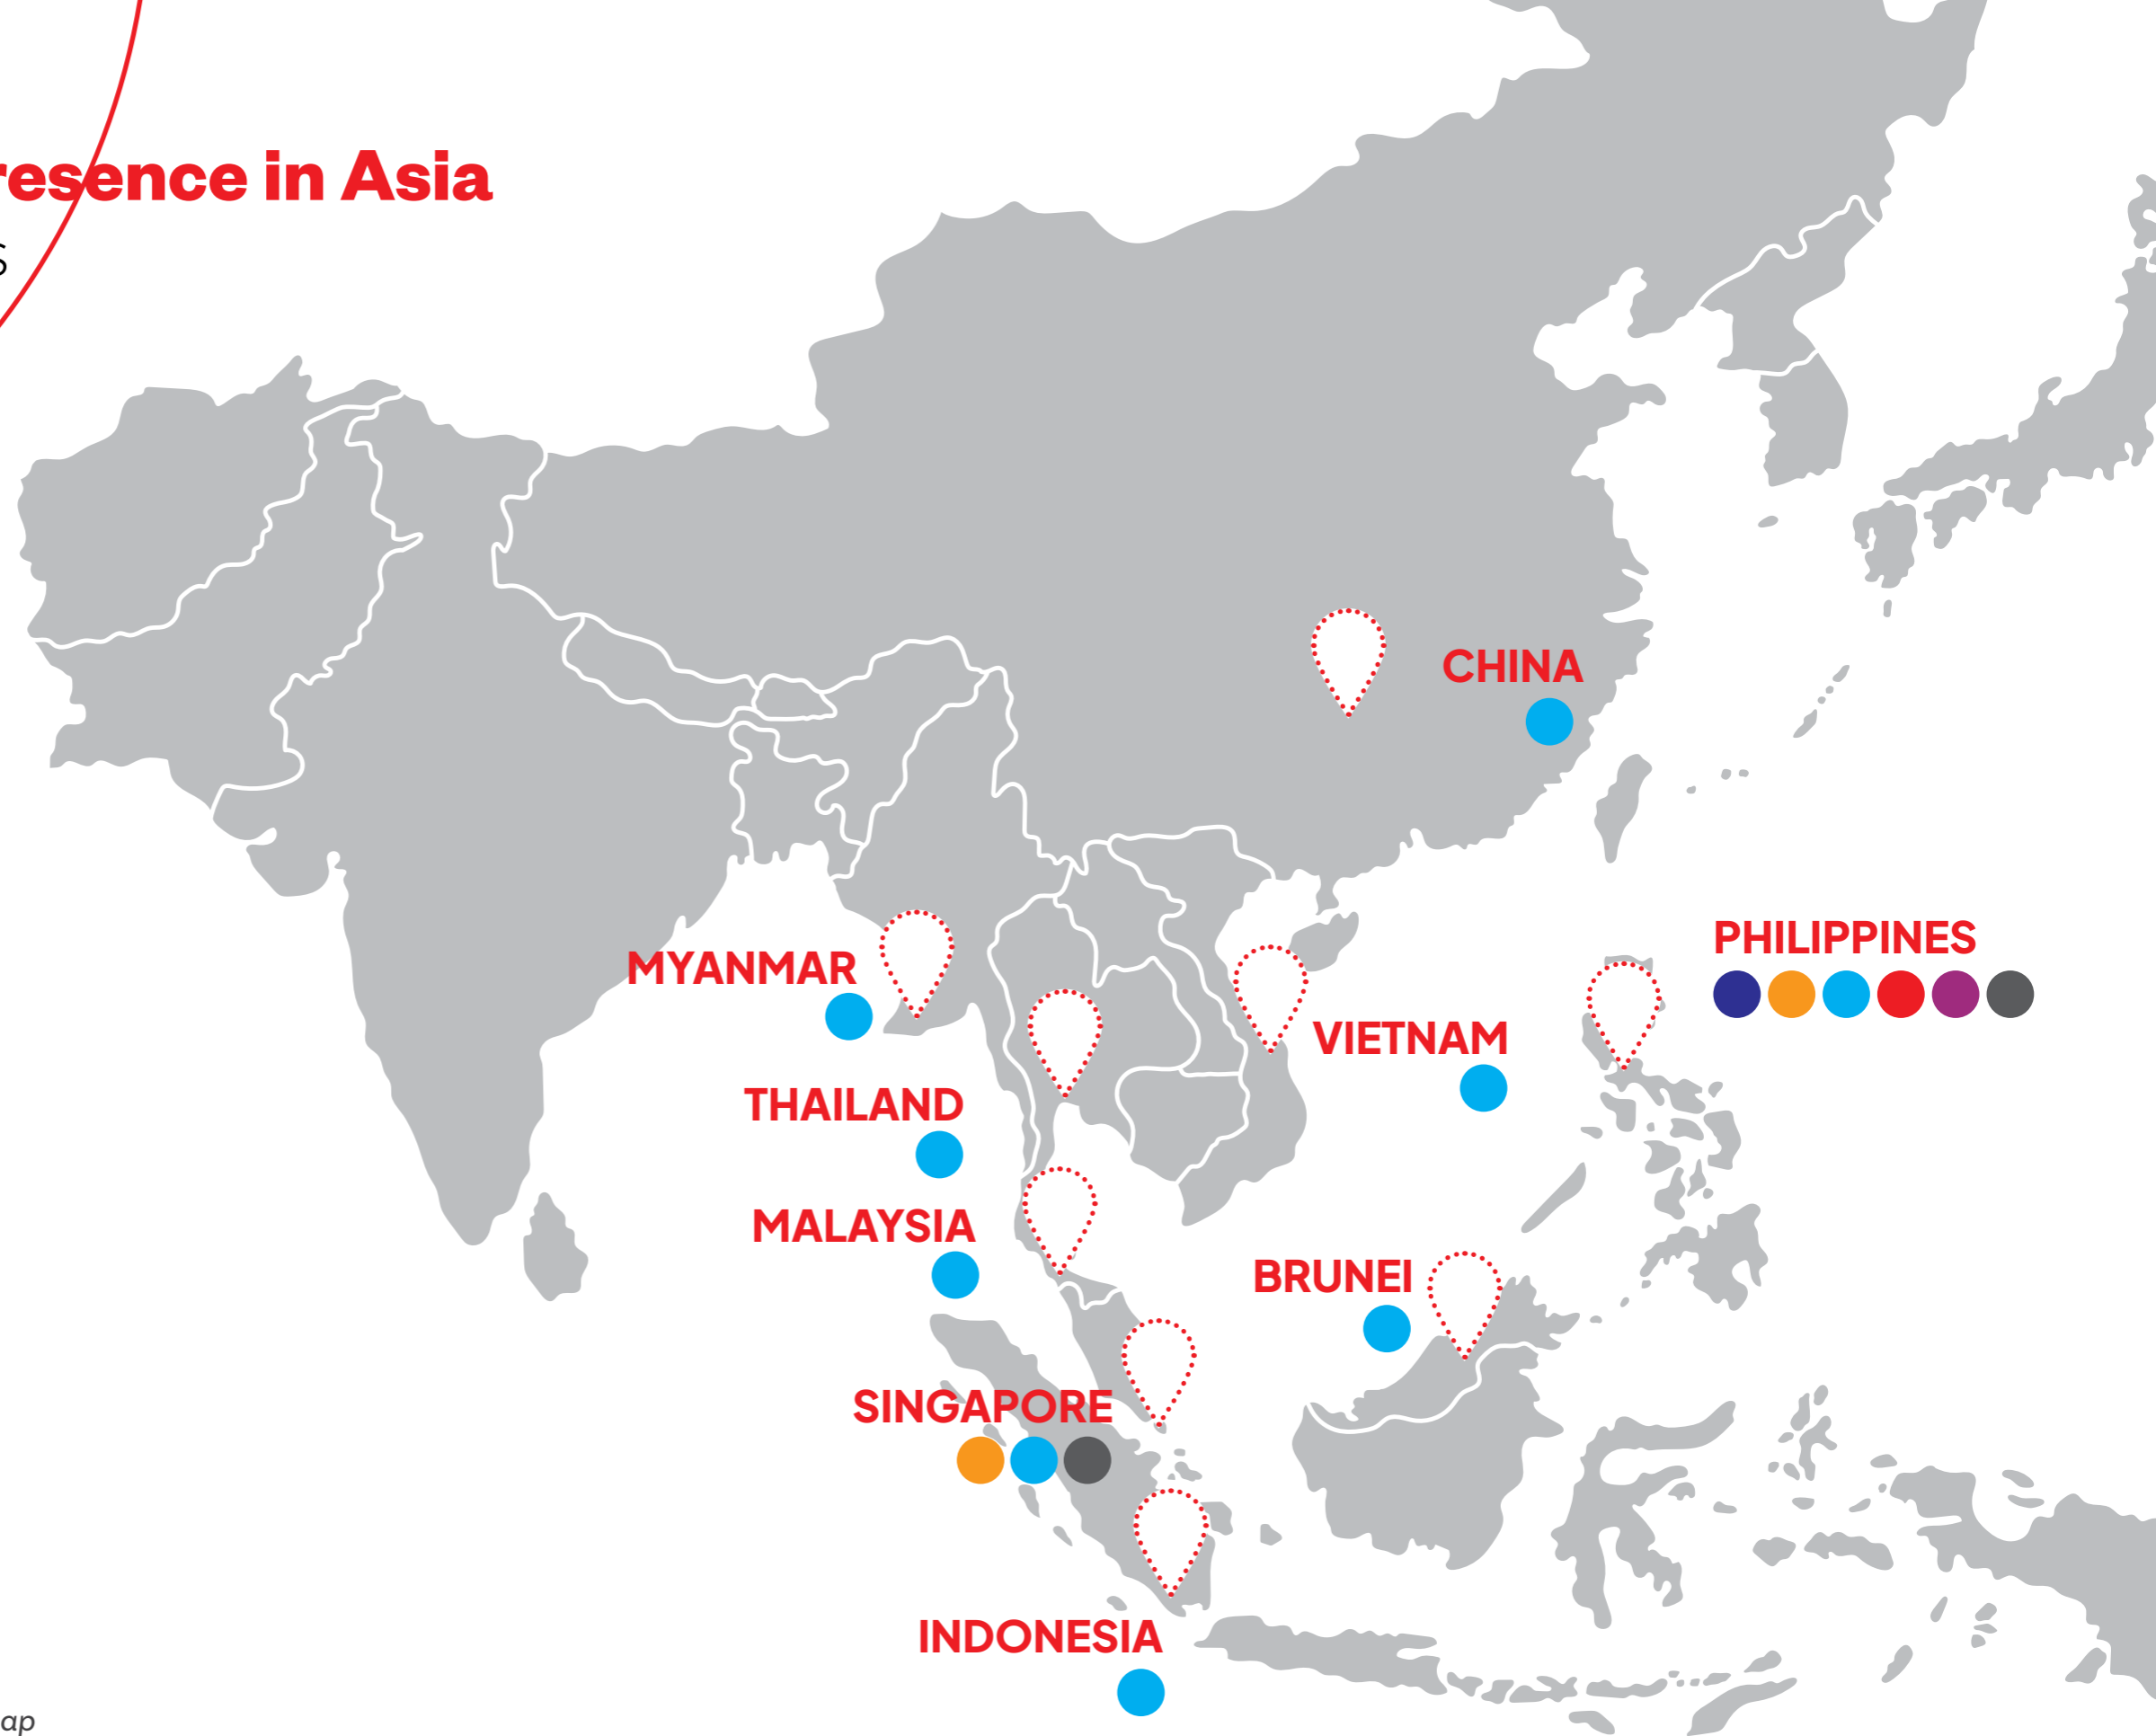 resence in Asia
s
CHINA
PHILIPPINES
MYANMAR
VIETNAM
THAILAND
MALAYSIA
BRUNEI
SINGAPORE
INDONESIA
ap